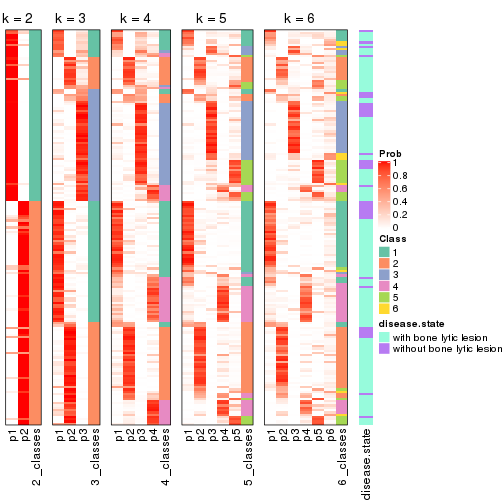 k = 2
k = 3
k = 4
k = 5
k = 6
Prob
1
0.8
0.6
0.4
0.2
0
Class
1
2
3
4
5
6
disease.state
with bone lytic lesion
without bone lytic lesion
p1
p2
2_classes
p1
p2
p3
3_classes
p1
p2
p3
p4
4_classes
p1
p2
p3
p4
p5
5_classes
p1
p2
p3
p4
p5
p6
6_classes
disease.state